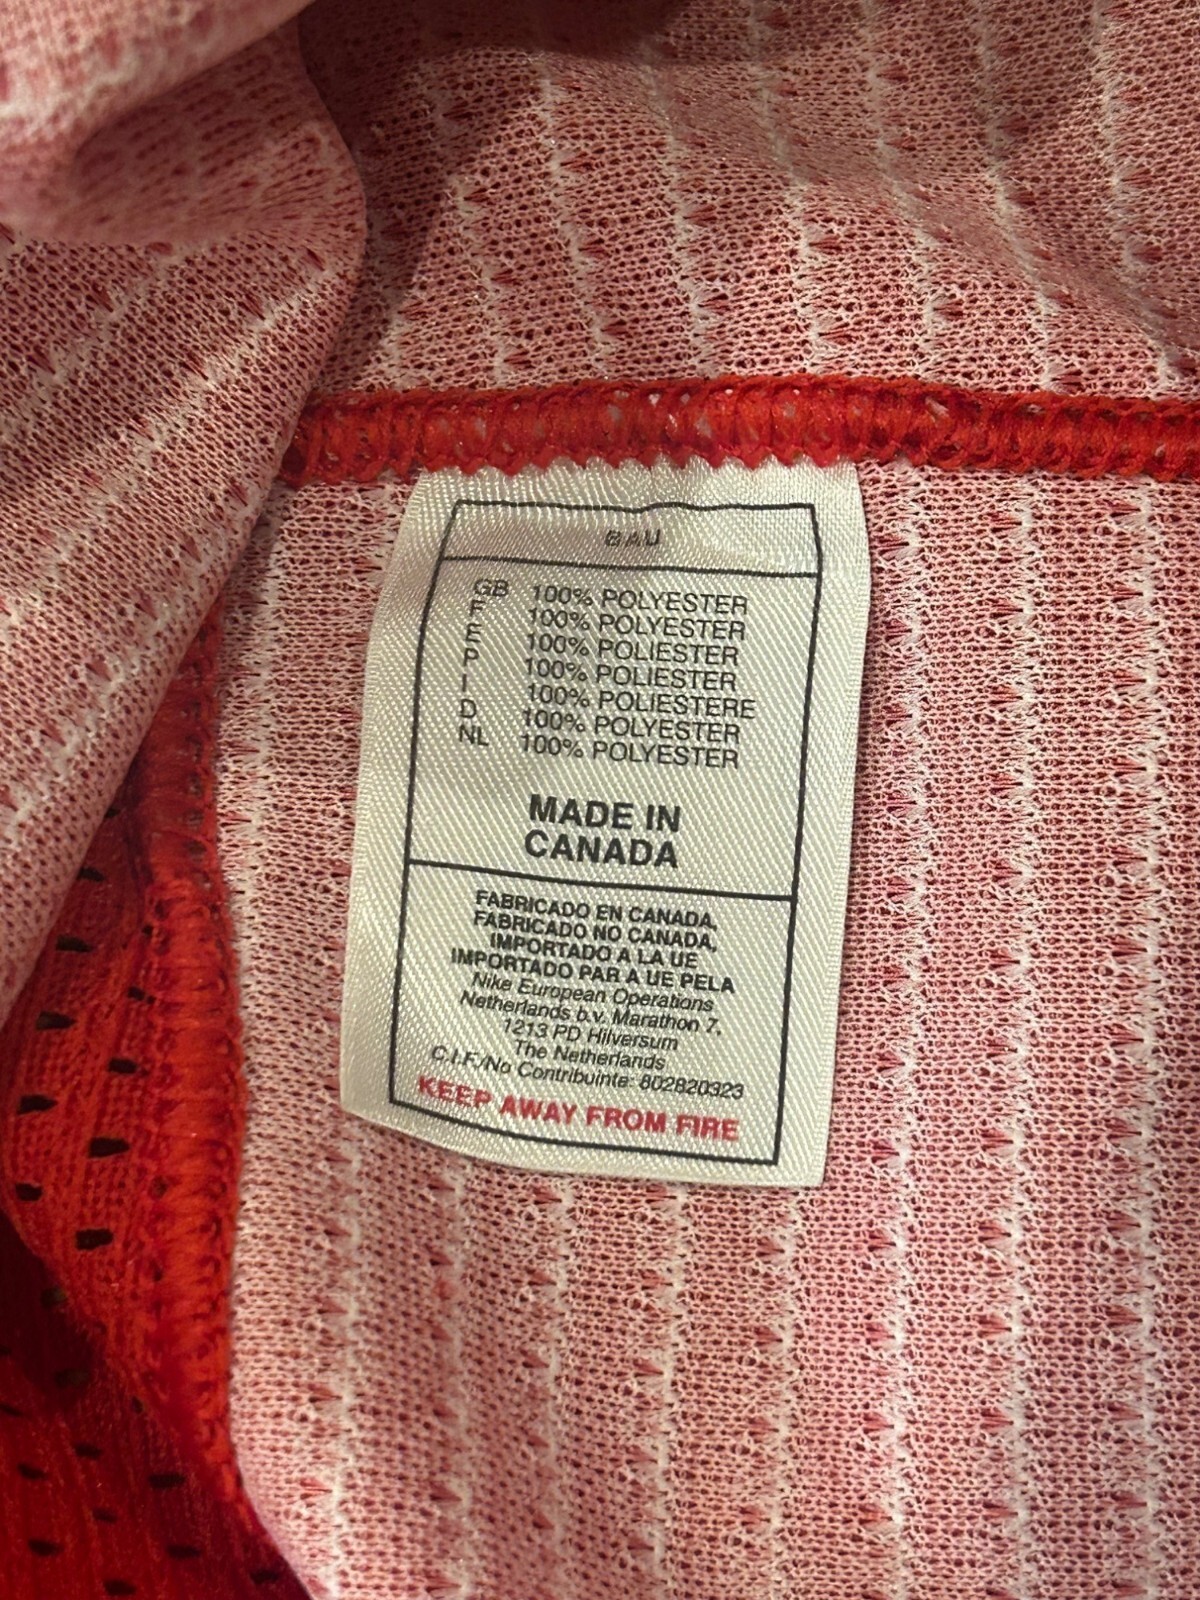 BAU
GB 100% POLYESTER
F 100% POLYESTER
E 100% POLIESTER
P 100% POLIESTER
I 100% POLIESTERE
D 100% POLYESTER
NL 100% POLYESTER
MADE IN
CANADA
FABRICADO EN CANADA,
FABRICADO NO CANADA,
IMPORTADO A LA UE
IMPORTADO PAR A UE PELA
Nike European Operations
Netherlands b.v. Marathon 7,
1213 PD Hilversum
The Netherlands
C.I.F./No Contribuinte: 802820323
KEEP AWAY FROM FIRE